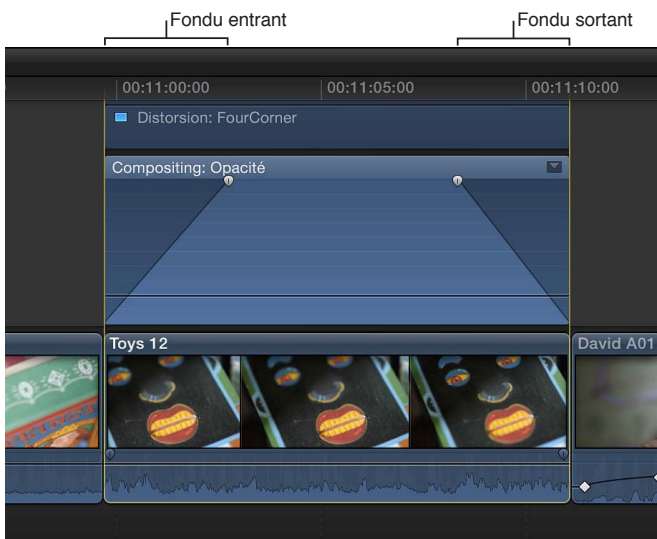 Fondu entrant
Fondu sortant
00:11:00:00
00:11:05:00
00:11:10:00
Distorsion: FourCorner
Compositing: Opacité
Toys 12
David A01